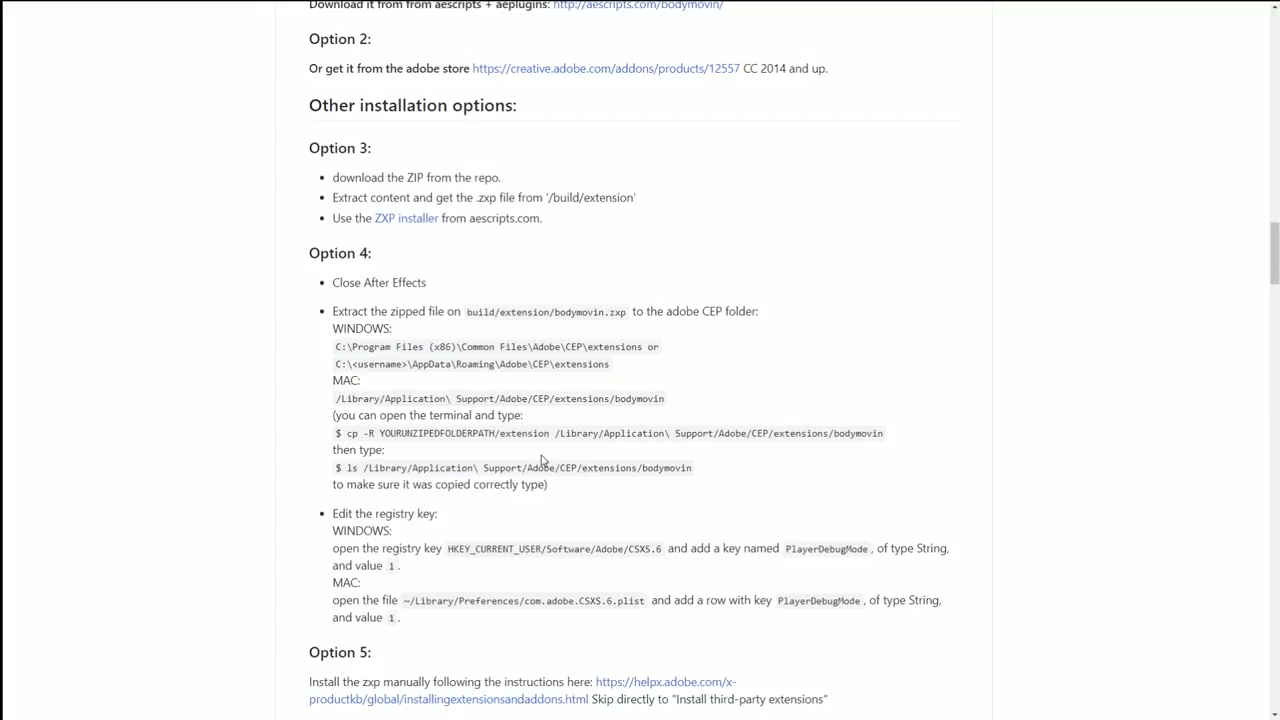 Download it from from aescripts + aeplugins: http://aescripts.com/bodymovin/
Option 2:
Or get it from the adobe store https://creative.adobe.com/addons/products/12557 CC 2014 and up.
Other installation options:
Option 3:
• download the ZIP from the repo.
• Extract content and get the .zxp file from '/build/extension'
• Use the ZXP installer from aescripts.com.
Option 4:
• Close After Effects
• Extract the zipped file on build/extension/bodymovin.zxp to the adobe CEP folder:
WINDOWS:
C:\Program Files (x86)\Common Files\Adobe\CEP\extensions or
C:\<username>\AppData\Roaming\Adobe\CEP\extensions
MAC:
/Library/Application\ Support/Adobe/CEP/extensions/bodymovin
(you can open the terminal and type:
$ cp -R YOURUNZIPEDFOLDERPATH/extension /Library/Application\ Support/Adobe/CEP/extensions/bodymovin
then type:
$ ls /Library/Application\ Support/Adobe/CEP/extensions/bodymovin
to make sure it was copied correctly type)
• Edit the registry key:
WINDOWS:
open the registry key HKEY_CURRENT_USER/Software/Adobe/CSXS.6 and add a key named PlayerDebugMode, of type String,
and value 1.
MAC:
open the file ~/Library/Preferences/com.adobe.CSXS.6.plist and add a row with key PlayerDebugMode, of type String,
and value 1.
Option 5:
Install the zxp manually following the instructions here: https://helpx.adobe.com/x-
productkb/global/installingextensionsandaddons.html Skip directly to "Install third-party extensions"